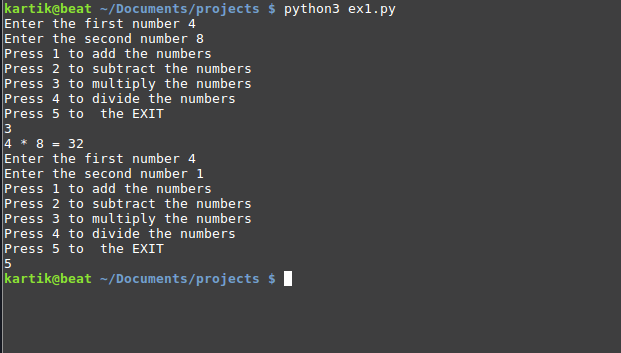 kartik@beat ~/Documents/projects $ python3 ex1.py
Enter the first number 4
Enter the second number 8
Press 1 to add the numbers
Press 2 to subtract the numbers
Press 3 to multiply the numbers
Press 4 to divide the numbers
Press 5 to  the EXIT
3
4 * 8 = 32
Enter the first number 4
Enter the second number 1
Press 1 to add the numbers
Press 2 to subtract the numbers
Press 3 to multiply the numbers
Press 4 to divide the numbers
Press 5 to  the EXIT
5
kartik@beat ~/Documents/projects $